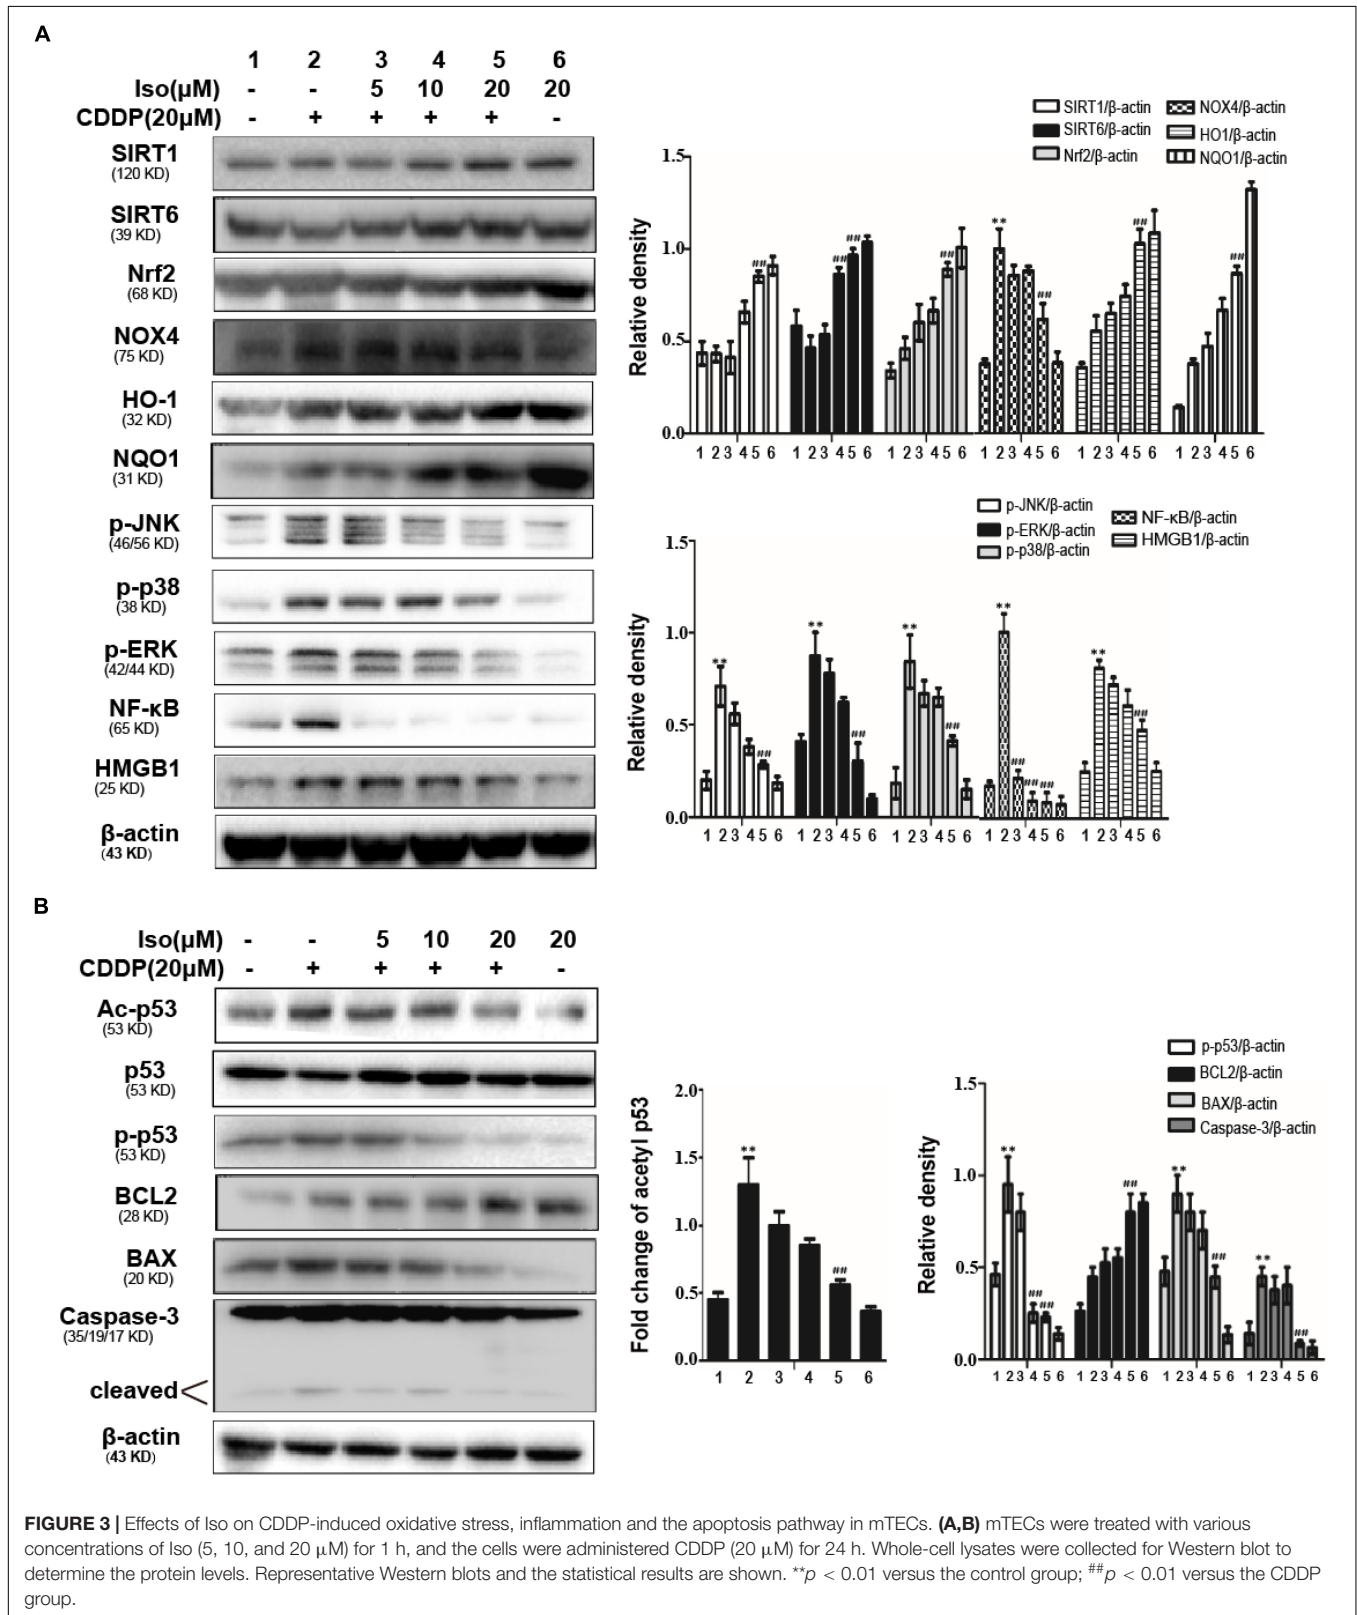 A
1 2 3 4 5 6
Iso(μM) - - 5 10 20 20
CDDP(20μM) - + + + + -
SIRT1
(120 KD)
SIRT6
(39 KD)
Nrf2
(68 KD)
NOX4
(75 KD)
HO-1
(32 KD)
NQO1
(31 KD)
p-JNK
(46/56 KD)
p-p38
(38 KD)
p-ERK
(42/44 KD)
NF-κB
(65 KD)
HMGB1
(25 KD)
β-actin
(43 KD)
SIRT1/β-actin NOX4/β-actin
SIRT6/β-actin HO1/β-actin
Nrf2/β-actin NQO1/β-actin
Relative density
1.5
1.0
0.5
0.0
** ## ## ## ## ## ## ##
1 2 3 4 5 6 1 2 3 4 5 6 1 2 3 4 5 6 1 2 3 4 5 6 1 2 3 4 5 6 1 2 3 4 5 6
p-JNK/β-actin NF-κB/β-actin
p-ERK/β-actin HMGB1/β-actin
p-p38/β-actin
Relative density
1.5
1.0
0.5
0.0
** ## ** ## ** ## ** ## ## ## ** ##
1 2 3 4 5 6 1 2 3 4 5 6 1 2 3 4 5 6 1 2 3 4 5 6 1 2 3 4 5 6
B
Iso(μM) - - 5 10 20 20
CDDP(20μM) - + + + + -
Ac-p53
(53 KD)
p53
(53 KD)
p-p53
(53 KD)
BCL2
(28 KD)
BAX
(20 KD)
Caspase-3
(35/19/17 KD)
cleaved
β-actin
(43 KD)
Fold change of acetyl p53
2.0
1.5
1.0
0.5
0.0
** ##
1 2 3 4 5 6
p-p53/β-actin
BCL2/β-actin
BAX/β-actin
Caspase-3/β-actin
Relative density
1.5
1.0
0.5
0.0
** ## ## ## ** ## ** ##
1 2 3 4 5 6 1 2 3 4 5 6 1 2 3 4 5 6 1 2 3 4 5 6
FIGURE 3 | Effects of Iso on CDDP-induced oxidative stress, inflammation and the apoptosis pathway in mTECs. (A,B) mTECs were treated with various
concentrations of Iso (5, 10, and 20 μM) for 1 h, and the cells were administered CDDP (20 μM) for 24 h. Whole-cell lysates were collected for Western blot to
determine the protein levels. Representative Western blots and the statistical results are shown. **p < 0.01 versus the control group; ##p < 0.01 versus the CDDP
group.